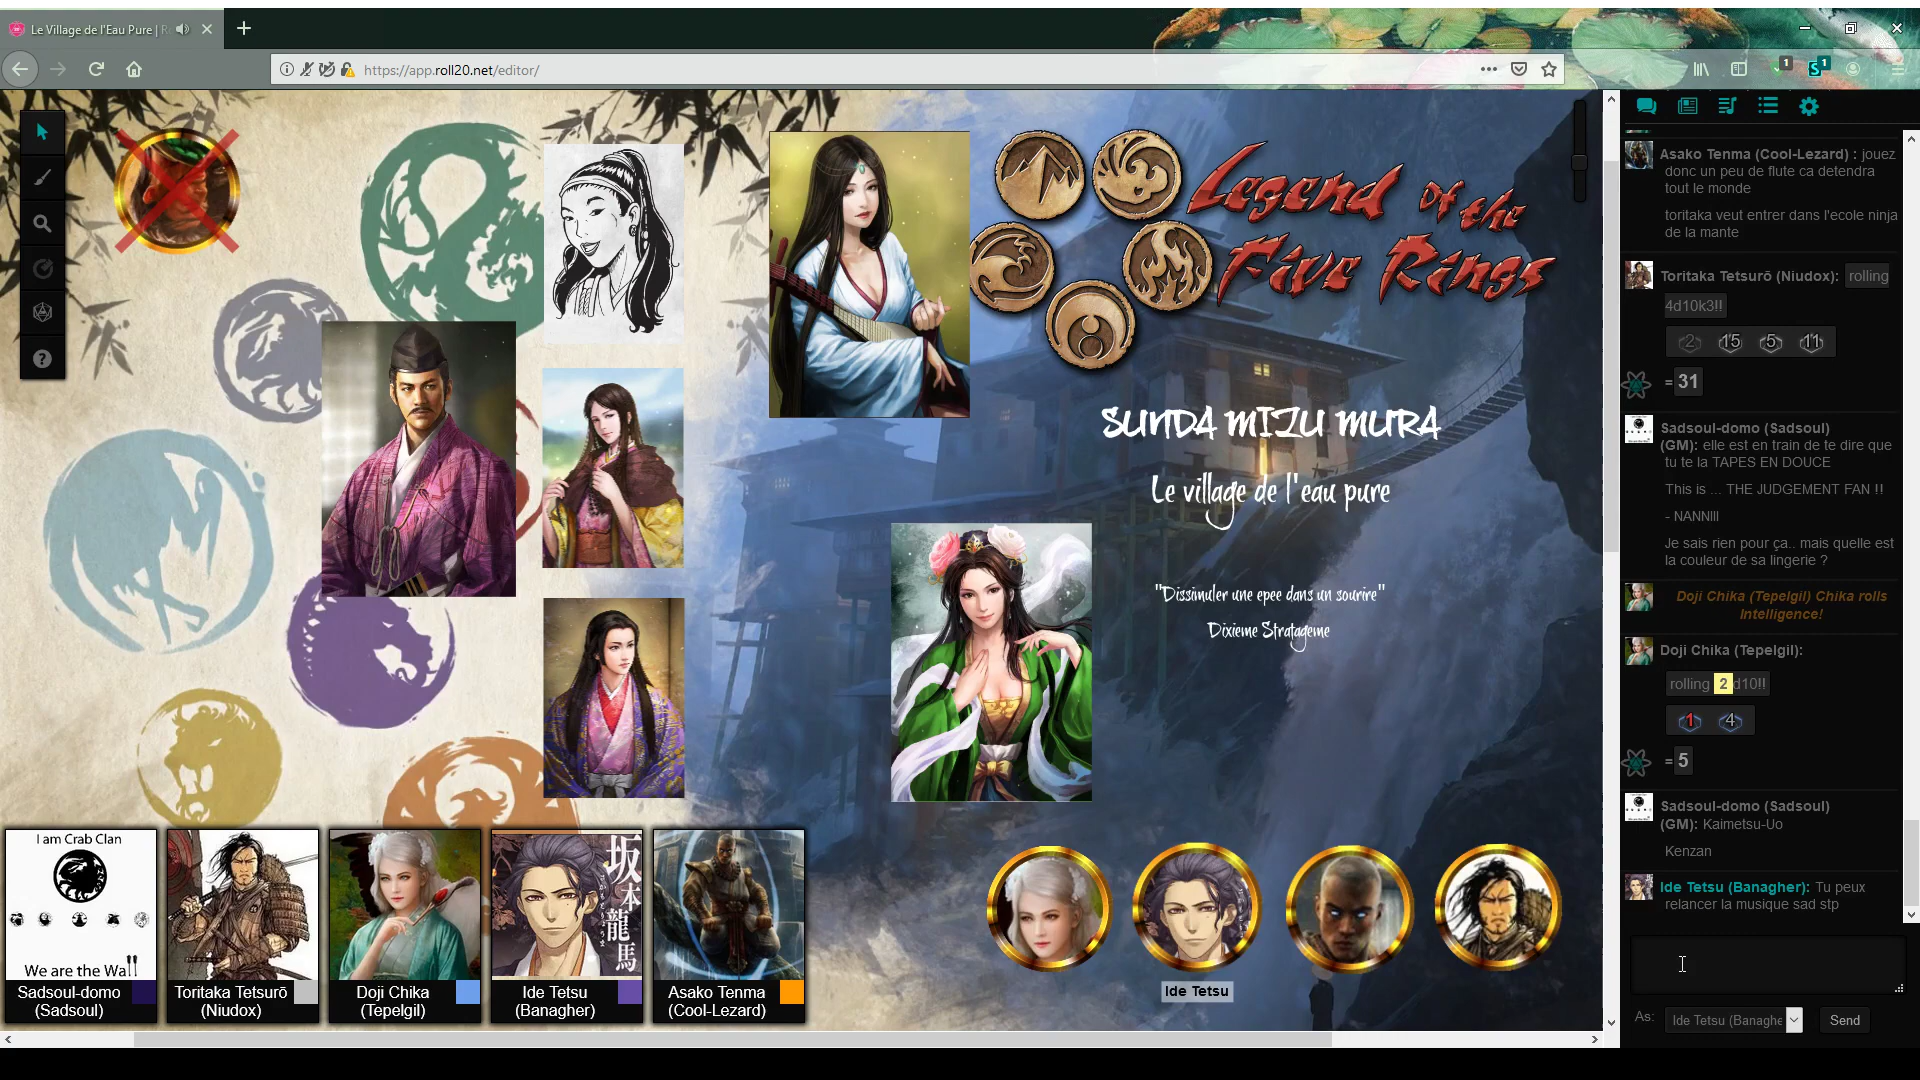 Le Village de l'Eau Pure | R
https://app.roll20.net/editor/
1
1
Legend of the
Five Rings
SUNDA MIZU MURA
Le village de l'eau pure
"Dissimuler une epee dans un sourire"
Dixieme Stratageme
I am Crab Clan
We are the Wall
坂本龍馬
Sadsoul-domo
(Sadsoul)
Toritaka Tetsurō
(Niudox)
Doji Chika
(Tepelgil)
Ide Tetsu
(Banagher)
Asako Tenma
(Cool-Lezard)
Ide Tetsu
Asako Tenma (Cool-Lezard) : jouez
donc un peu de flute ca detendra
tout le monde
toritaka veut entrer dans l'ecole ninja
de la mante
Toritaka Tetsurō (Niudox): rolling
4d10k3!!
2 15 5 11
=31
Sadsoul-domo (Sadsoul)
(GM): elle est en train de te dire que
tu te la TAPES EN DOUCE
This is ... THE JUDGEMENT FAN !!
- NANNIII
Je sais rien pour ça.. mais quelle est
la couleur de sa lingerie ?
Doji Chika (Tepelgil) Chika rolls
Intelligence!
Doji Chika (Tepelgil):
rolling 2d10!!
1 4
=5
Sadsoul-domo (Sadsoul)
(GM): Kaimetsu-Uo
Kenzan
Ide Tetsu (Banagher): Tu peux
relancer la musique sad stp
As: Ide Tetsu (Banaghe
Send